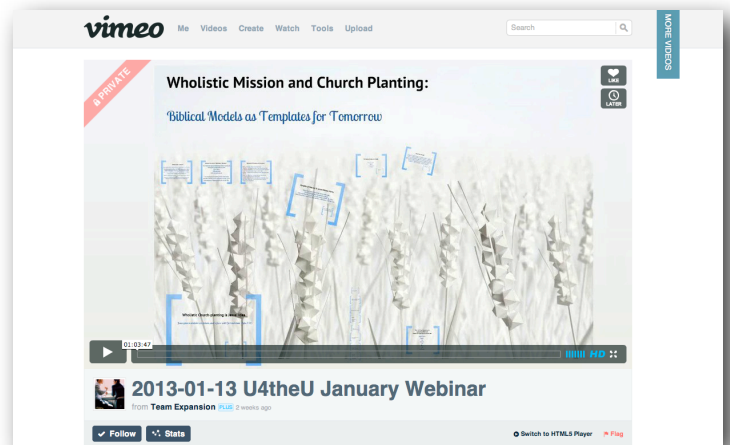 vimeo Me Videos Create Watch Tools Upload Search
MORE VIDEOS
PRIVATE
Wholistic Mission and Church Planting:
Biblical Models as Templates for Tomorrow
LIKE
LATER
01:03:47
HD
2013-01-13 U4theU January Webinar
from Team Expansion PLUS 2 weeks ago
Follow Stats Switch to HTML5 Player Flag